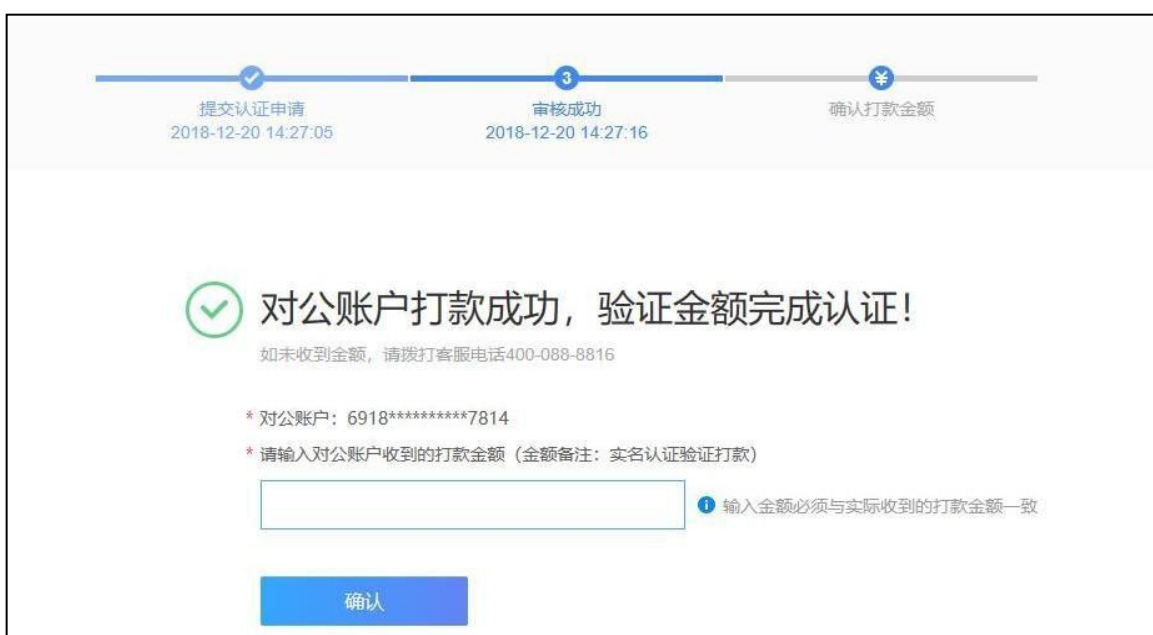 3
¥
提交认证申请
审核成功
确认打款金额
2018-12-20 14:27:05
2018-12-20 14:27:16
对公账户打款成功，验证金额完成认证！
如未收到金额，请拨打客服电话400-088-8816
* 对公账户：6918**********7814
* 请输入对公账户收到的打款金额（金额备注：实名认证验证打款）
输入金额必须与实际收到的打款金额一致
确认